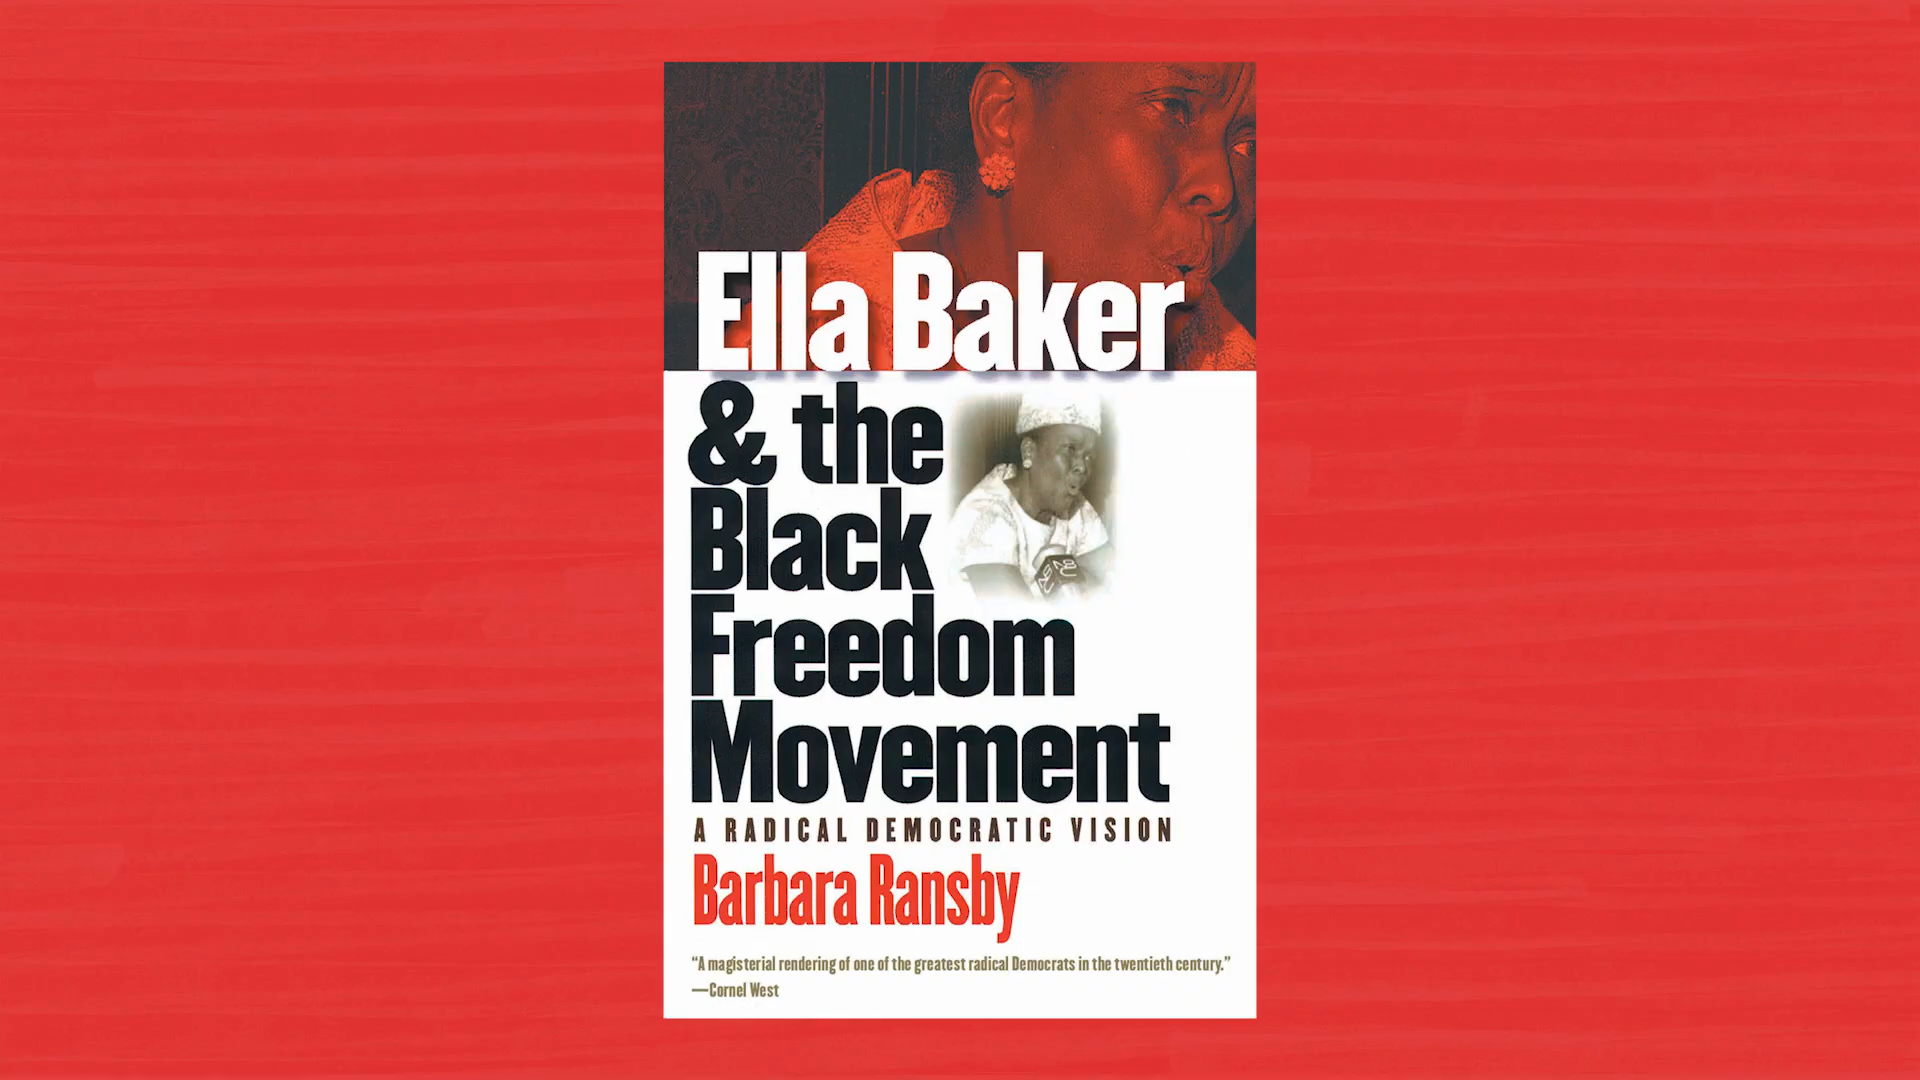 Ella Baker
& the
Black
Freedom
Movement
A RADICAL DEMOCRATIC VISION
Barbara Ransby
“A magisterial rendering of one of the greatest radical Democrats in the twentieth century.”
—Cornel West